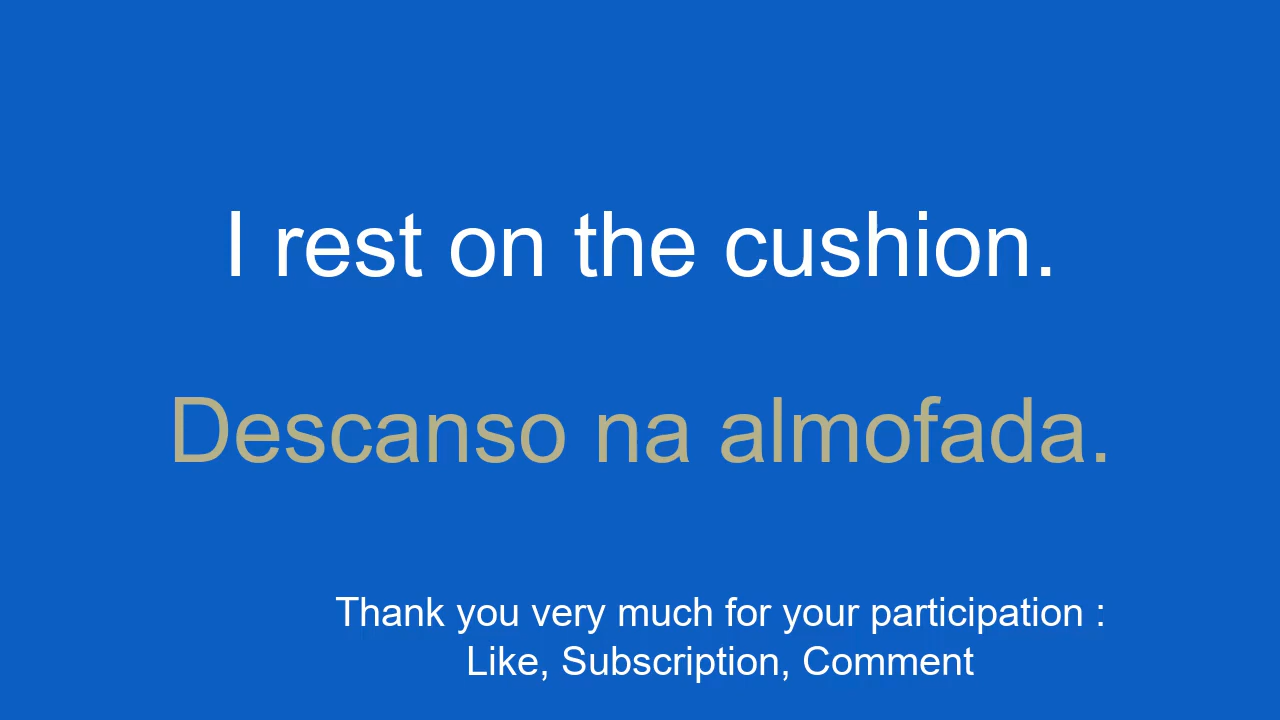 I rest on the cushion.
Descanso na almofada.
Thank you very much for your participation :
Like, Subscription, Comment